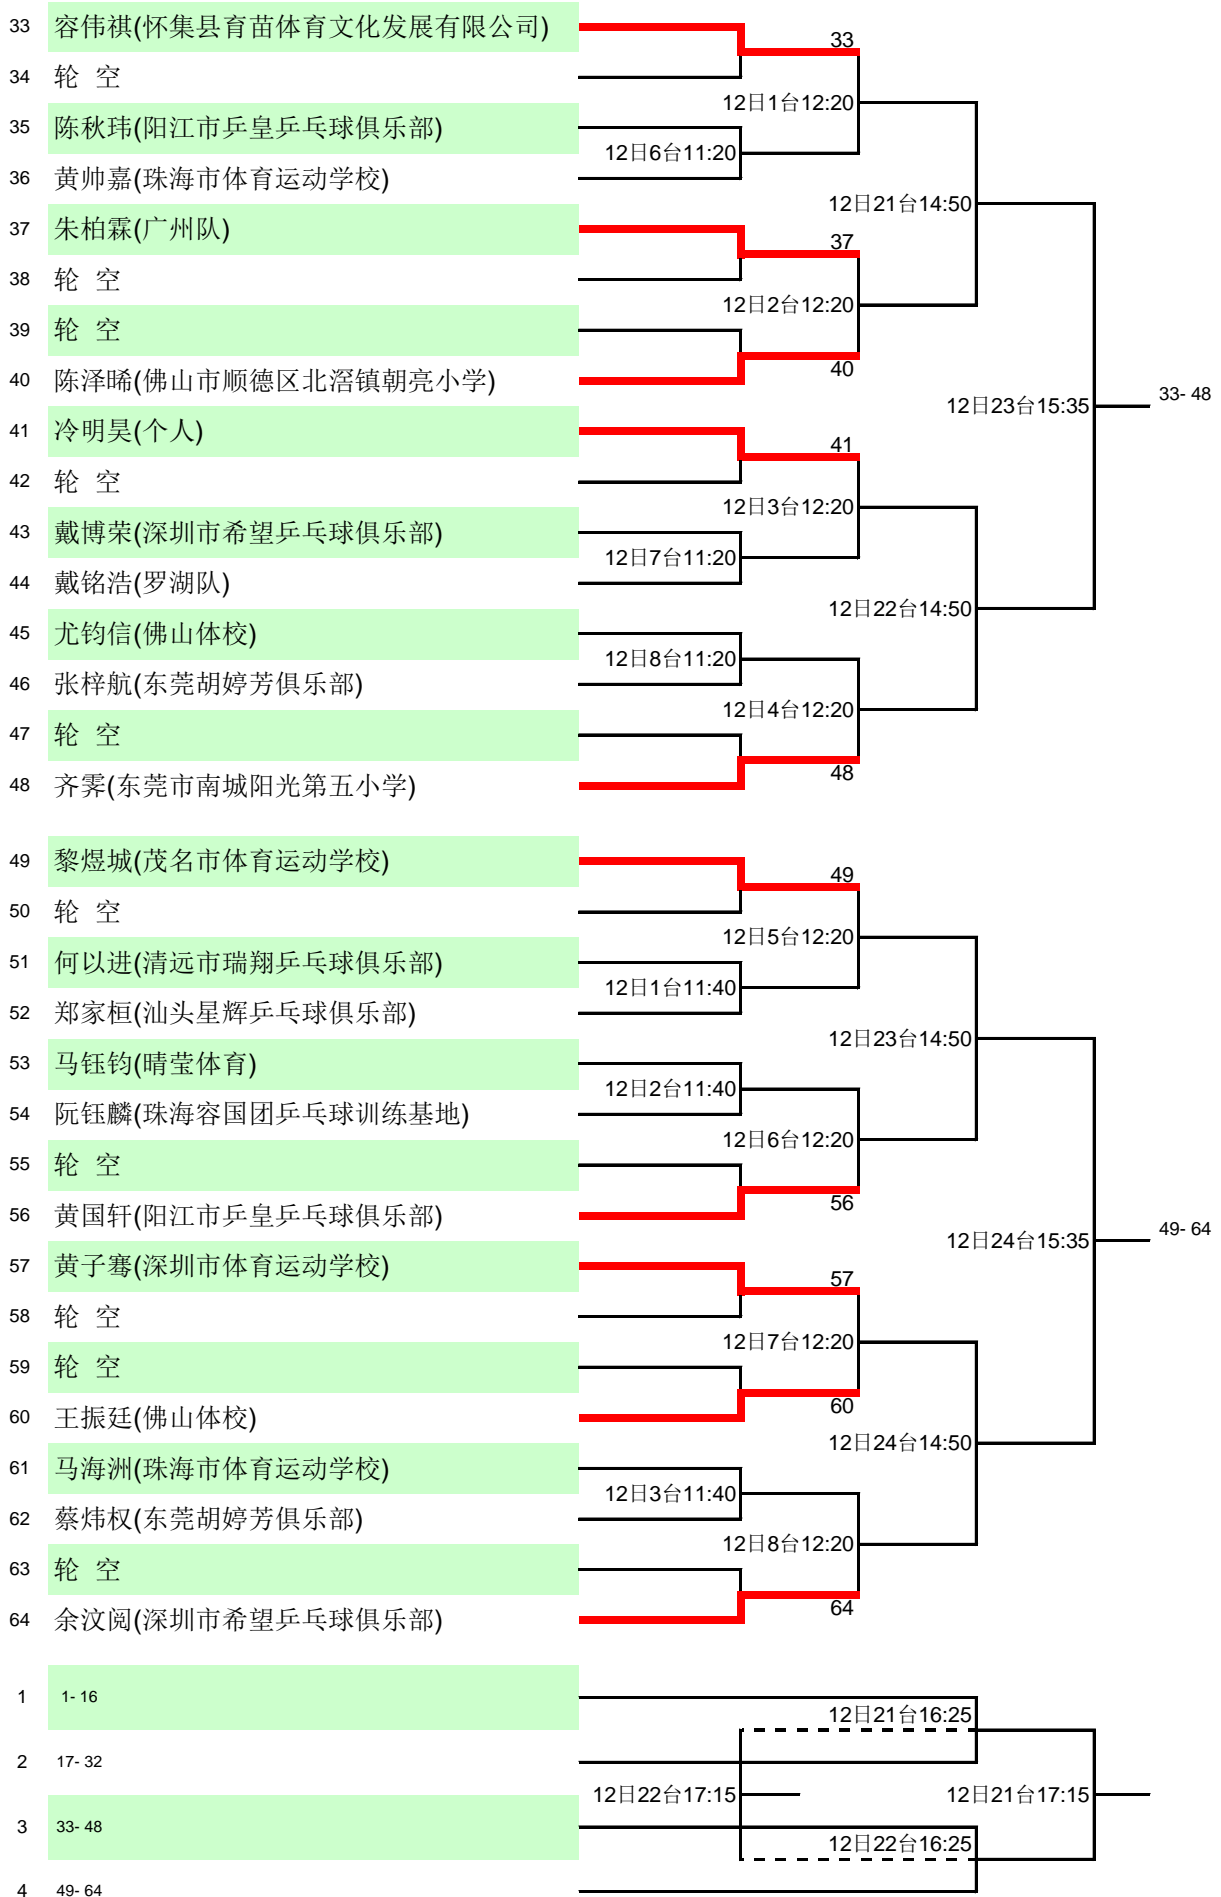 33 容伟祺(怀集县育苗体育文化发展有限公司)
33
34 轮 空
12日1台12:20
35 陈秋玮(阳江市乒皇乒乓球俱乐部)
12日6台11:20
36 黄帅嘉(珠海市体育运动学校)
12日21台14:50
37 朱柏霖(广州队)
37
38 轮 空
12日2台12:20
39 轮 空
40
40 陈泽晞(佛山市顺德区北滘镇朝亮小学)
12日23台15:35
33- 48
41 冷明昊(个人)
41
42 轮 空
12日3台12:20
43 戴博荣(深圳市希望乒乓球俱乐部)
12日7台11:20
44 戴铭浩(罗湖队)
12日22台14:50
45 尤钧信(佛山体校)
12日8台11:20
46 张梓航(东莞胡婷芳俱乐部)
12日4台12:20
47 轮 空
48
48 齐霁(东莞市南城阳光第五小学)
49 黎煜城(茂名市体育运动学校)
49
50 轮 空
12日5台12:20
51 何以进(清远市瑞翔乒乓球俱乐部)
12日1台11:40
52 郑家桓(汕头星辉乒乓球俱乐部)
12日23台14:50
53 马钰钧(晴莹体育)
12日2台11:40
54 阮钰麟(珠海容国团乒乓球训练基地)
12日6台12:20
55 轮 空
56
56 黄国轩(阳江市乒皇乒乓球俱乐部)
12日24台15:35
49- 64
57 黄子骞(深圳市体育运动学校)
57
58 轮 空
12日7台12:20
59 轮 空
60
60 王振廷(佛山体校)
12日24台14:50
61 马海洲(珠海市体育运动学校)
12日3台11:40
62 蔡炜权(东莞胡婷芳俱乐部)
12日8台12:20
63 轮 空
64
64 余汶阅(深圳市希望乒乓球俱乐部)
1 1- 16
12日21台16:25
2 17- 32
12日22台17:15
12日21台17:15
3 33- 48
12日22台16:25
4 49- 64